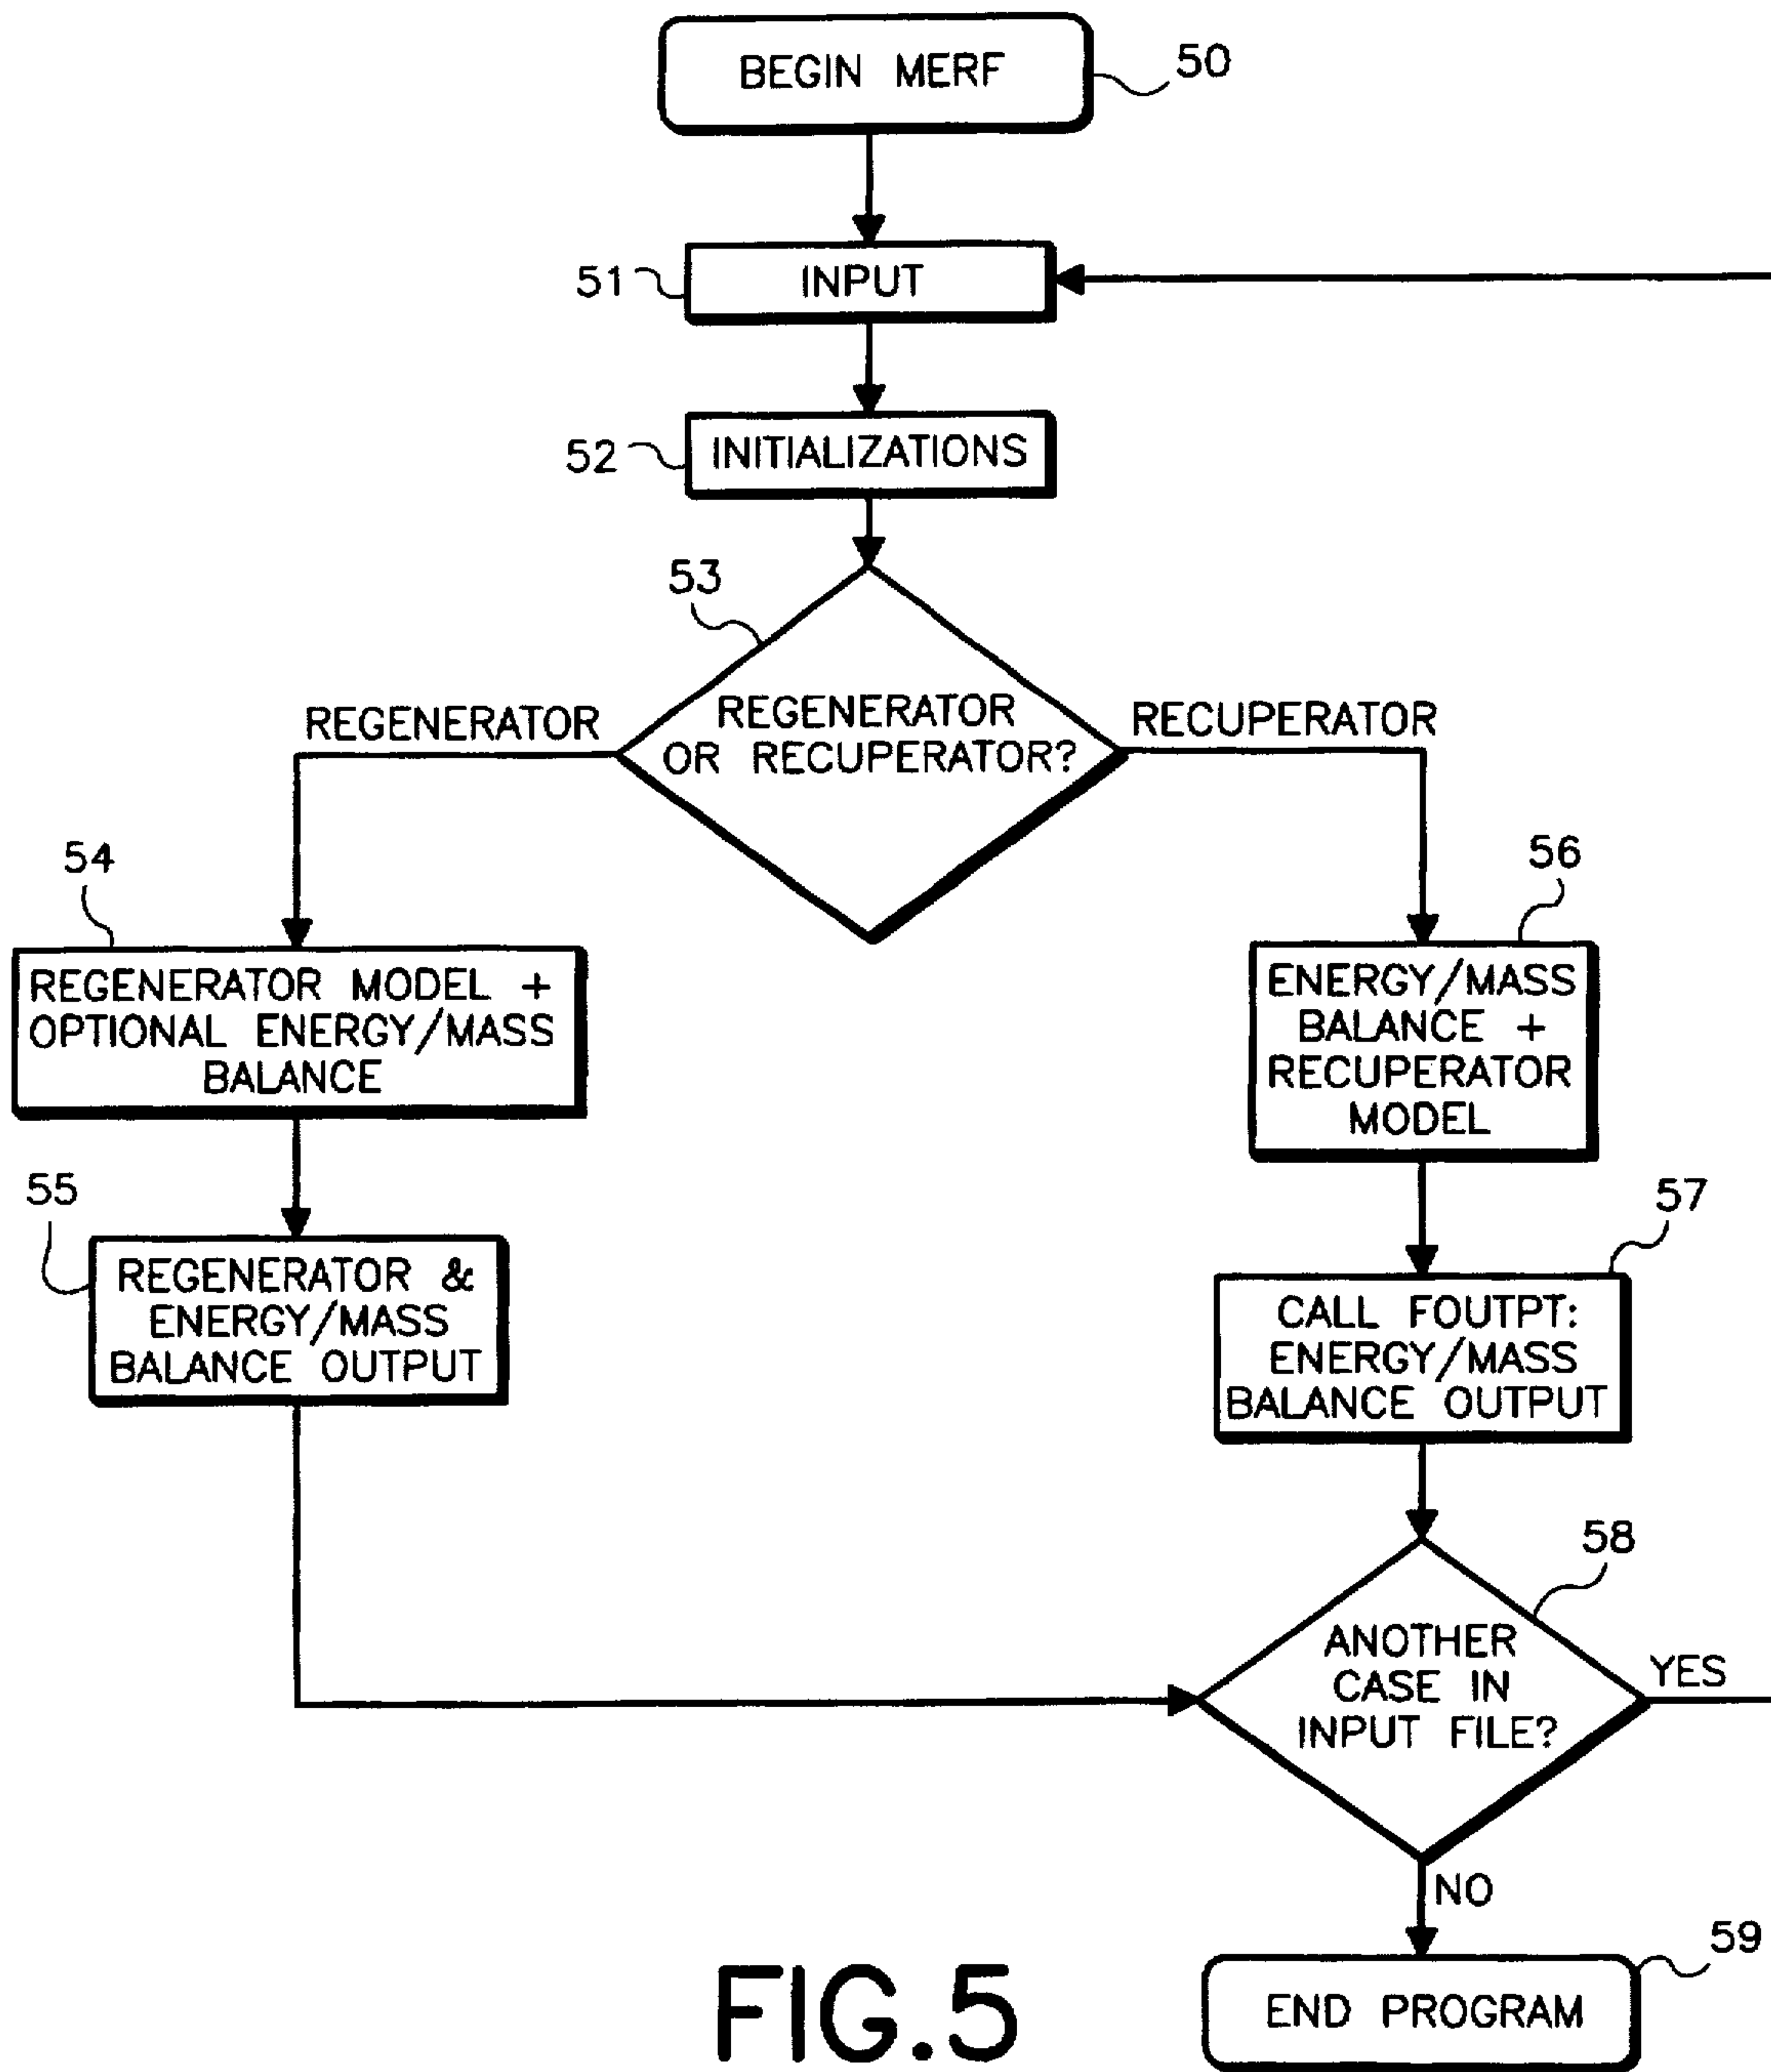 BEGIN MERF
50
51
INPUT
52
INITIALIZATIONS
53
REGENERATOR
OR RECUPERATOR?
REGENERATOR
RECUPERATOR
54
REGENERATOR MODEL +
OPTIONAL ENERGY/MASS
BALANCE
55
REGENERATOR &
ENERGY/MASS
BALANCE OUTPUT
56
ENERGY/MASS
BALANCE +
RECUPERATOR
MODEL
57
CALL FOUTPT:
ENERGY/MASS
BALANCE OUTPUT
58
ANOTHER
CASE IN
INPUT FILE?
YES
NO
59
END PROGRAM
FIG.5